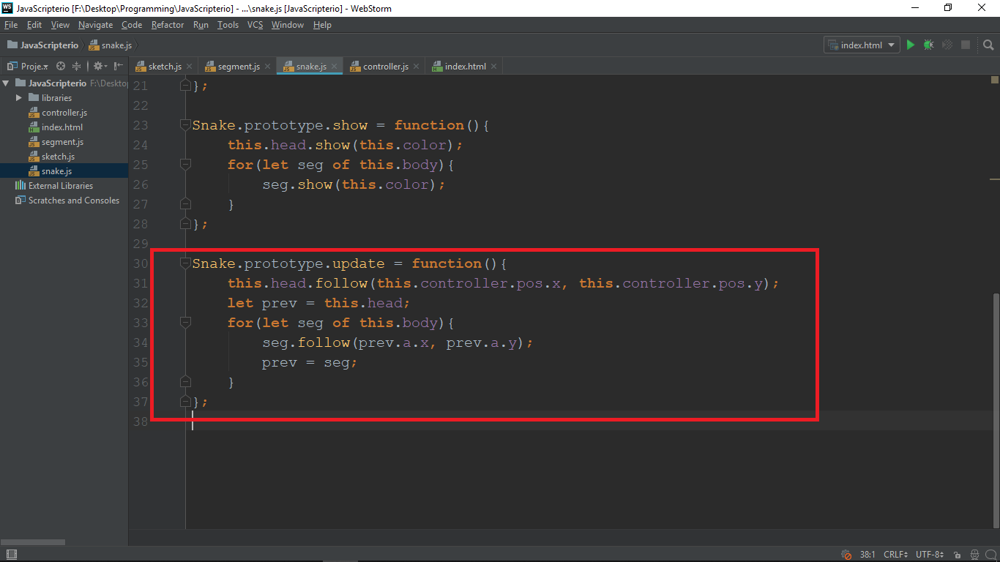 JavaScripterio [F:\Desktop\Programming\JavaScripterio] - ...\snake.js [JavaScripterio] - WebStorm
File Edit View Navigate Code Refactor Run Tools VCS Window Help
JavaScripterio snake.js index.html
Proje. sketch.js segment.js snake.js controller.js index.html
JavaScripterio F:\Deskto
libraries
controller.js
index.html
segment.js
sketch.js
snake.js
External Libraries
Scratches and Consoles
21 };
22
23 Snake.prototype.show = function(){
24     this.head.show(this.color);
25     for(let seg of this.body){
26         seg.show(this.color);
27     }
28 };
29
30 Snake.prototype.update = function(){
31     this.head.follow(this.controller.pos.x, this.controller.pos.y);
32     let prev = this.head;
33     for(let seg of this.body){
34         seg.follow(prev.a.x, prev.a.y);
35         prev = seg;
36     }
37 };
38
38:1 CRLF UTF-8